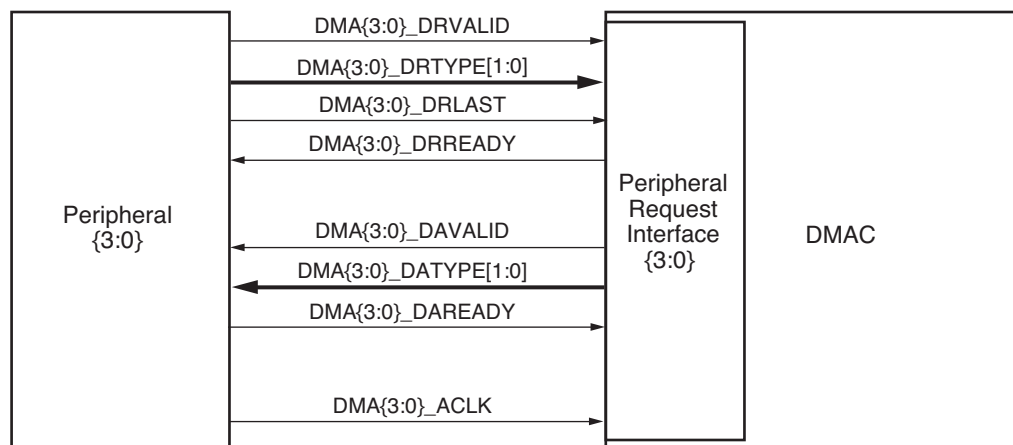 DMA{3:0}_DRVALID
DMA{3:0}_DRTYPE[1:0]
DMA{3:0}_DRLAST
DMA{3:0}_DRREADY
Peripheral
{3:0}
DMA{3:0}_DAVALID
DMA{3:0}_DATYPE[1:0]
DMA{3:0}_DAREADY
DMA{3:0}_ACLK
Peripheral
Request
Interface
{3:0}
DMAC